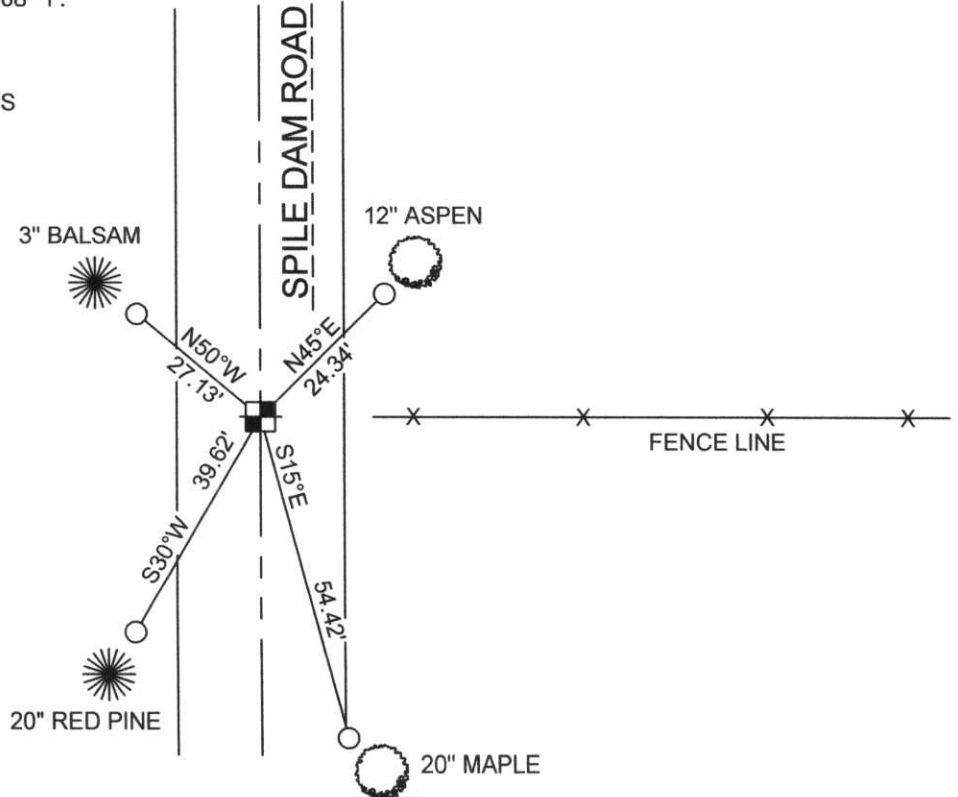 S
SPILE DAM ROAD
12" ASPEN
3" BALSAM
N50°W
27.13'
N45°E
24.34'
FENCE LINE
39.62'
S30°W
S15°E
54.42'
20" RED PINE
20" MAPLE